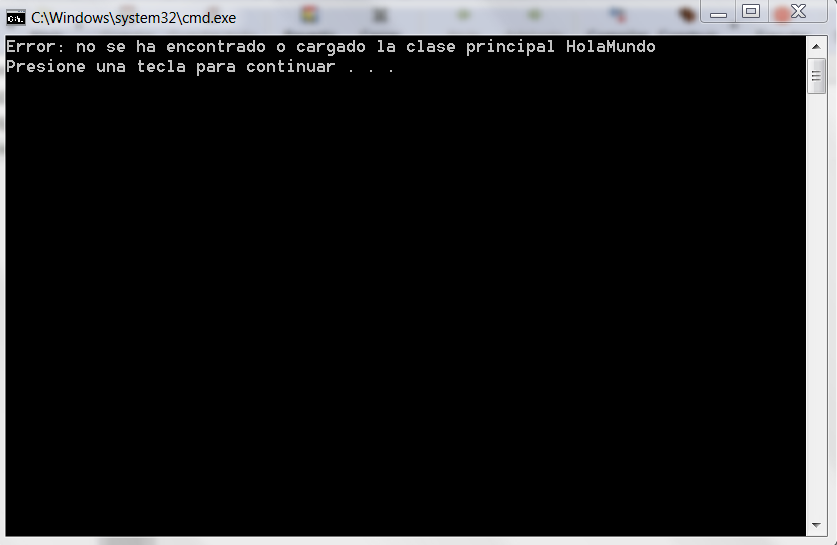 C:\Windows\system32\cmd.exe
Error: no se ha encontrado o cargado la clase principal HolaMundo
Presione una tecla para continuar . . .